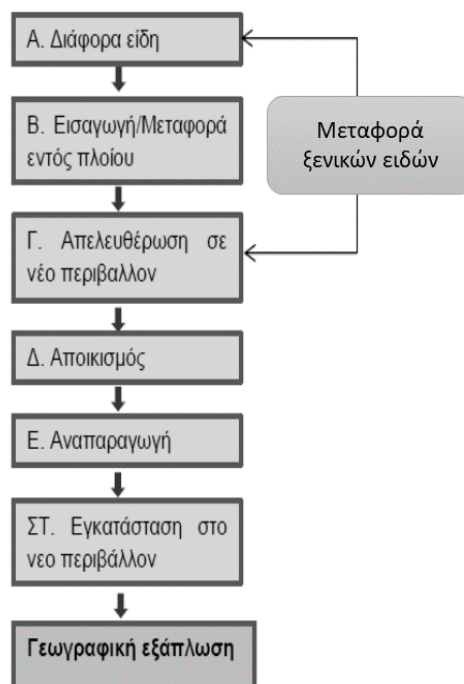 Α. Διάφορα είδη
Β. Εισαγωγή/Μεταφορά
εντός πλοίου
Μεταφορά
ξενικών ειδών
Γ. Απελευθέρωση σε
νέο περιβαλλον
Δ. Αποικισμός
Ε. Αναπαραγωγή
ΣΤ. Εγκατάσταση στο
νεο περιβάλλον
Γεωγραφική εξάπλωση